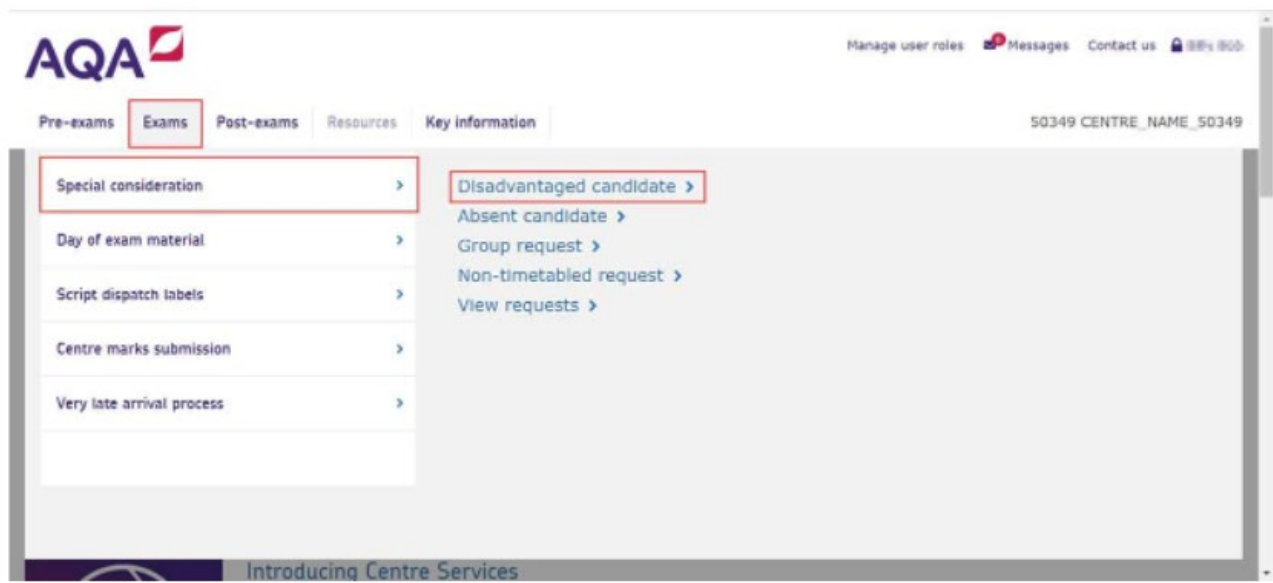 AQA
Manage user roles Messages Contact us
Pre-exams Exams Post-exams Resources Key information 50349 CENTRE_NAME_50349
Special consideration
Day of exam material
Script dispatch labels
Centre marks submission
Very late arrival process
Disadvantaged candidate
Absent candidate
Group request
Non-timetabled request
View requests
Introducing Centre Services